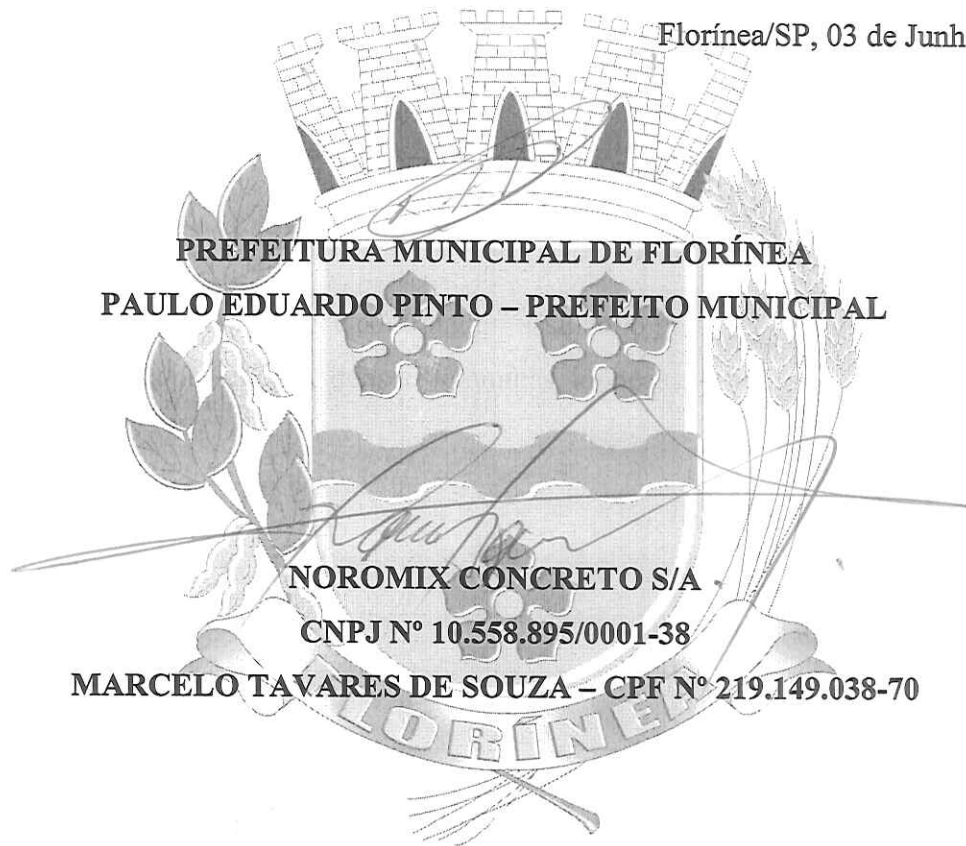 Florínea/SP, 03 de Junh
PREFEITURA MUNICIPAL DE FLORÍNEA
PAULO EDUARDO PINTO – PREFEITO MUNICIPAL
NOROMIX CONCRETO S/A
CNPJ Nº 10.558.895/0001-38
MARCELO TAVARES DE SOUZA – CPF Nº 219.149.038-70
FLORÍNEA